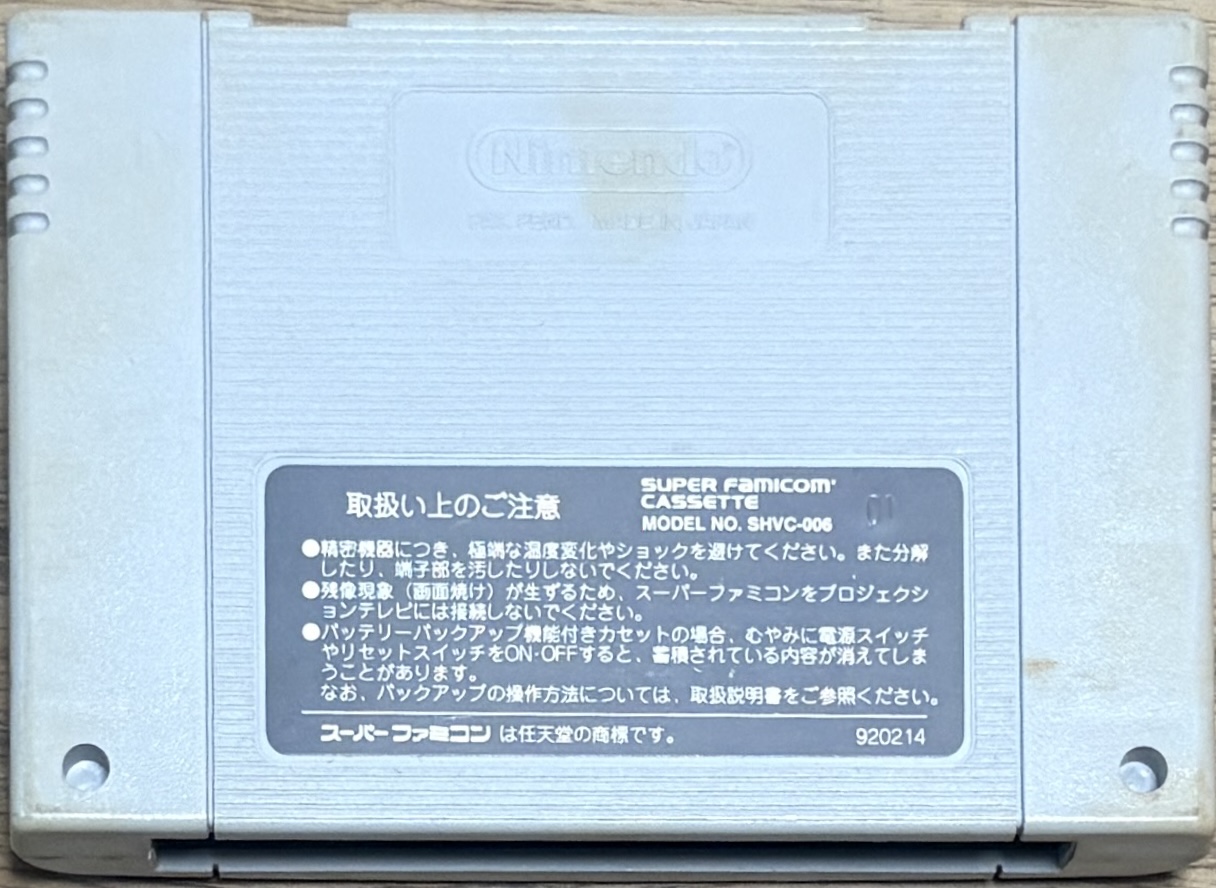 Nintendo
取扱い上のご注意
SUPER FAMICOM
CASSETTE
MODEL NO. SHVC-006
01
●精密機器につき、極端な温度変化やショックを避けてください。また分解
したり、端子部を汚したりしないでください。
●残像現象（画面焼け）が生ずるため、スーパーファミコンをプロジェクシ
ョンテレビには接続しないでください。
●バッテリーバックアップ機能付きカセットの場合、むやみに電源スイッチ
やリセットスイッチをON·OFFすると、蓄積されている内容が消えてしま
うことがあります。
なお、バックアップの操作方法については、取扱説明書をご参照ください。
スーパーファミコン は任天堂の商標です。
920214